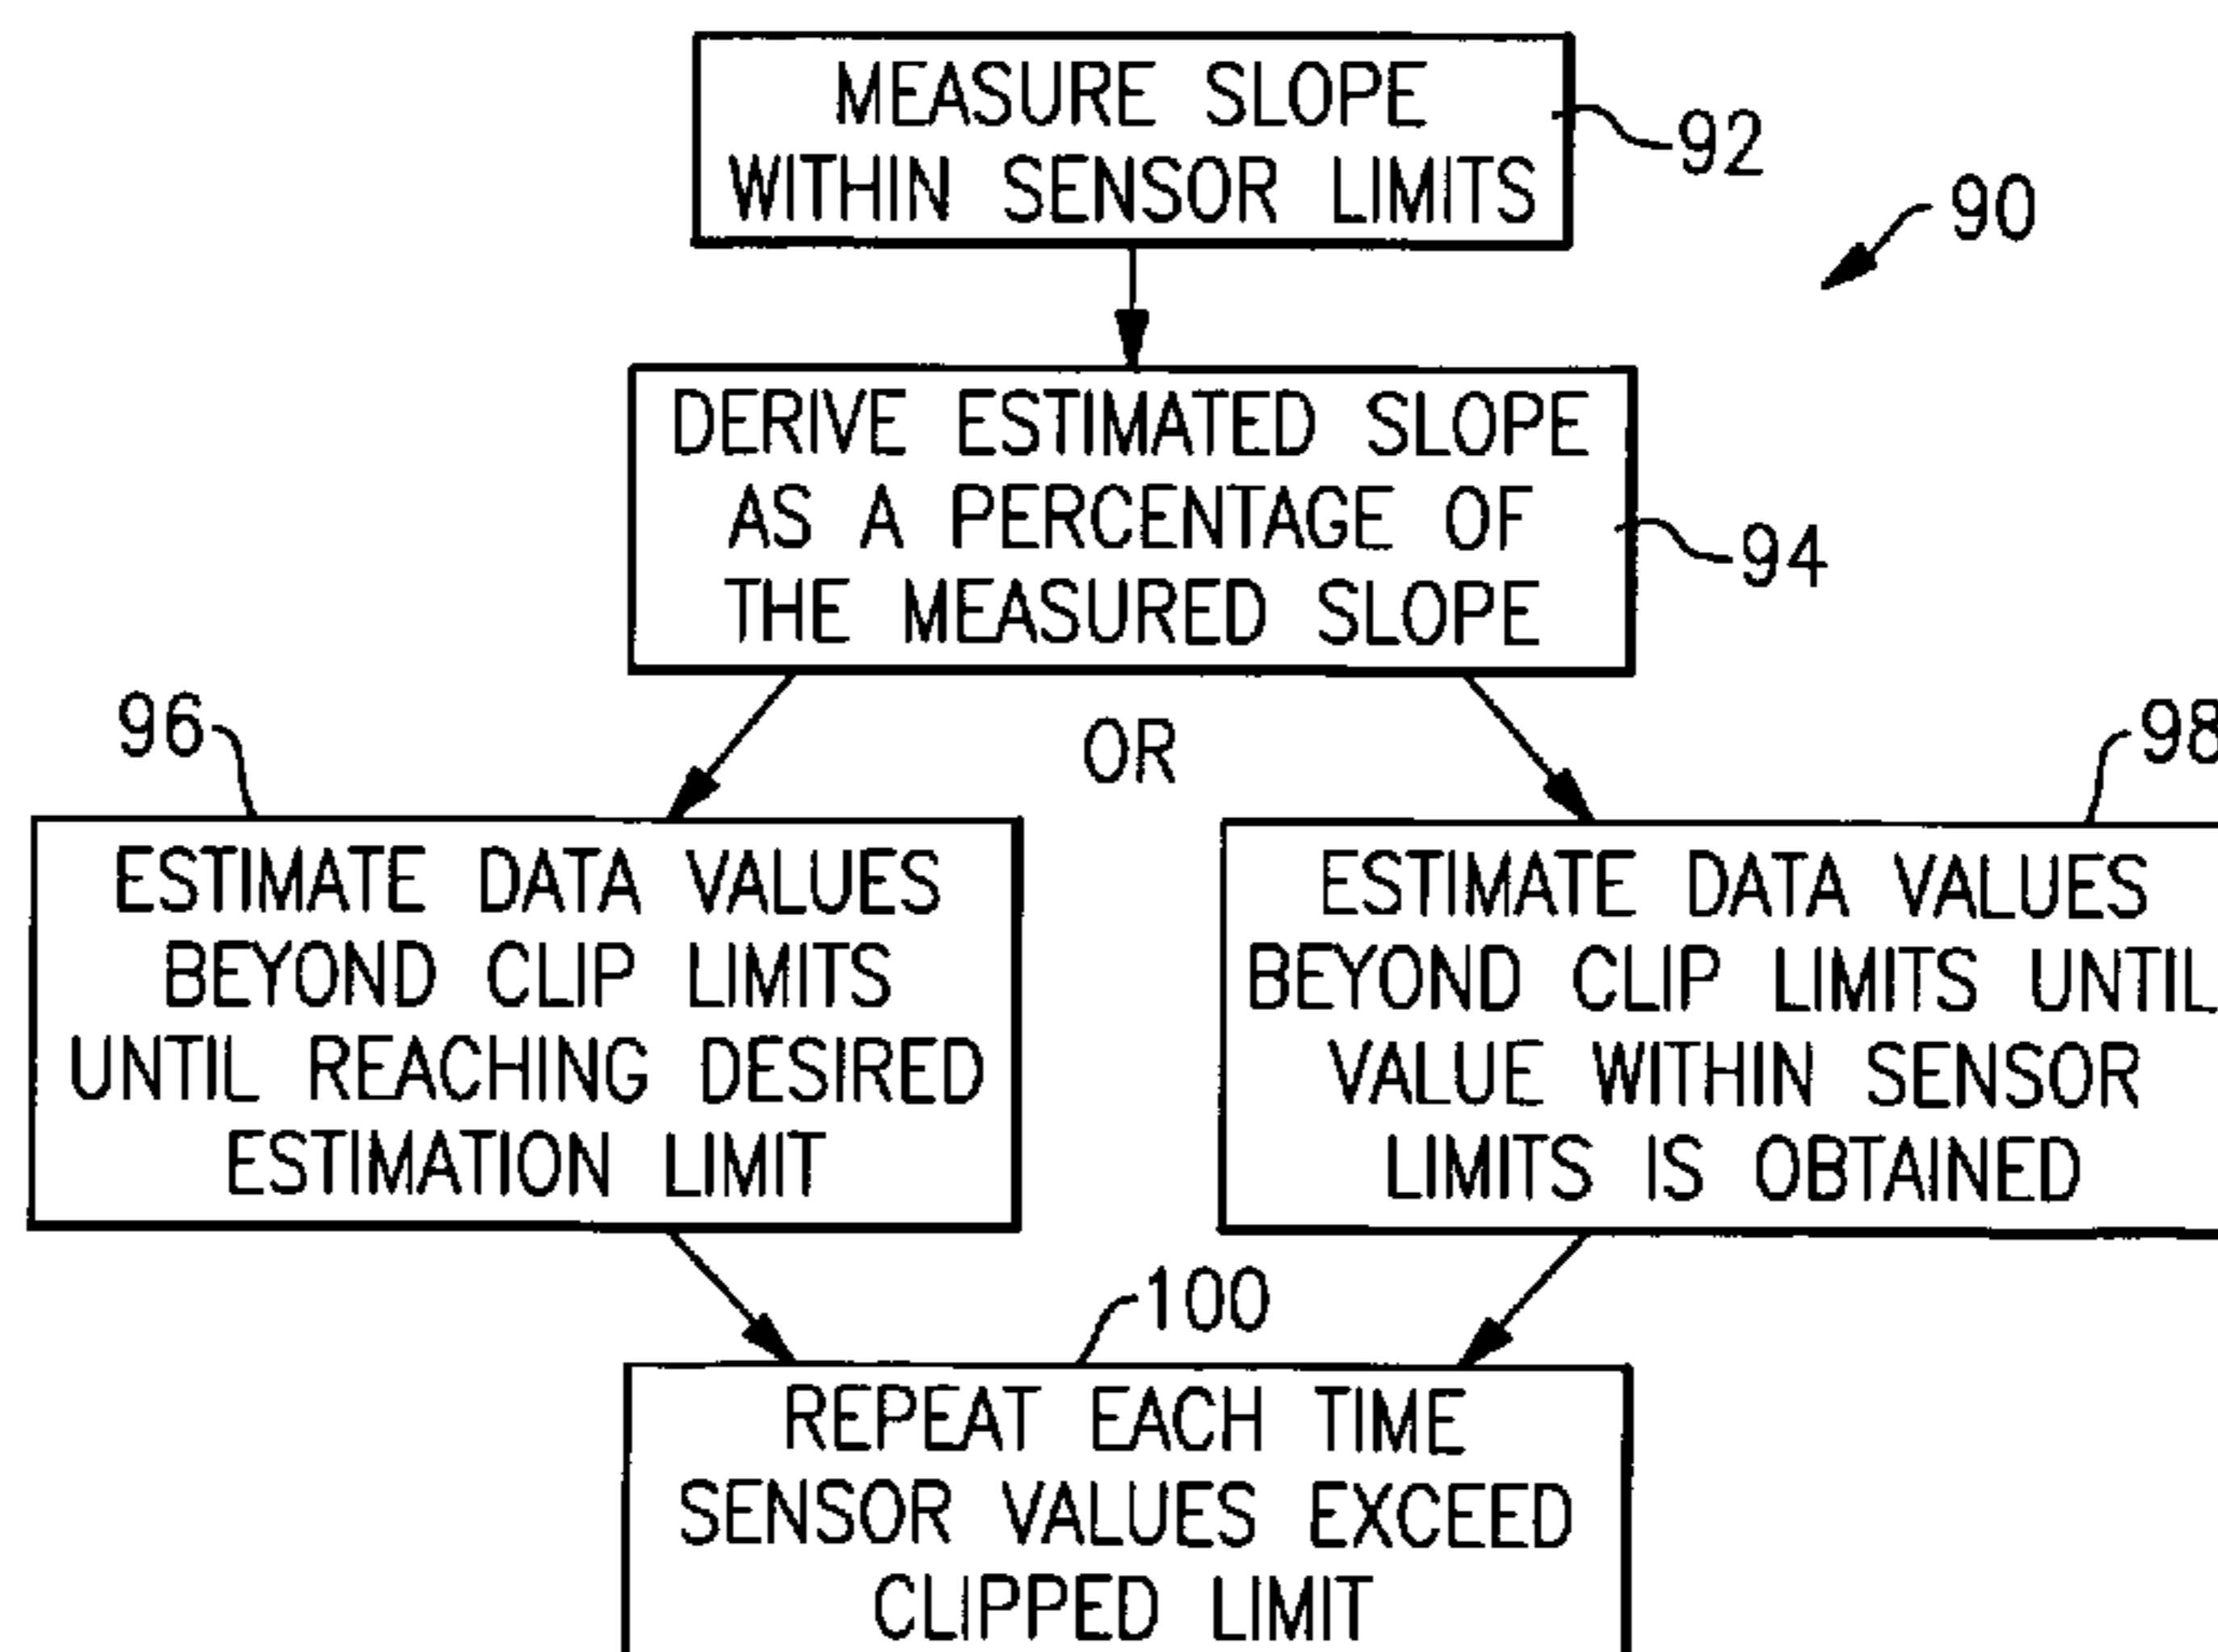 MEASURE SLOPE
WITHIN SENSOR LIMITS
92
90
DERIVE ESTIMATED SLOPE
AS A PERCENTAGE OF
THE MEASURED SLOPE
94
96
OR
98
ESTIMATE DATA VALUES
BEYOND CLIP LIMITS
UNTIL REACHING DESIRED
ESTIMATION LIMIT
ESTIMATE DATA VALUES
BEYOND CLIP LIMITS UNTIL
VALUE WITHIN SENSOR
LIMITS IS OBTAINED
100
REPEAT EACH TIME
SENSOR VALUES EXCEED
CLIPPED LIMIT